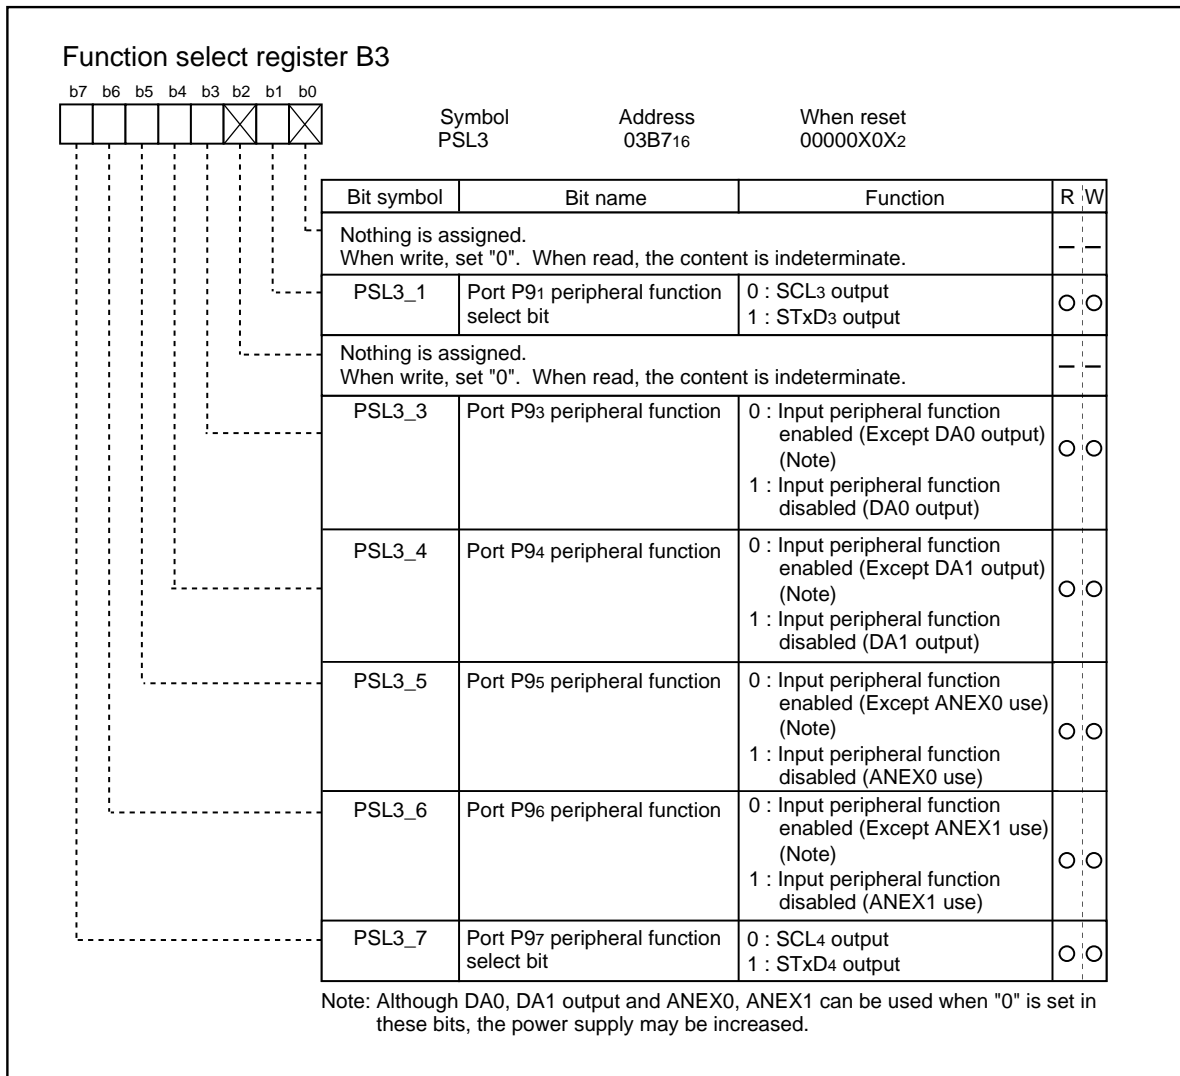 Function select register B3
b7 b6 b5 b4 b3 b2 b1 b0
Symbol Address When reset
PSL3 03B716 00000X0X2
Bit symbol Bit name Function R W
Nothing is assigned.
When write, set "0". When read, the content is indeterminate.
— —
PSL3_1 Port P91 peripheral function 0 : SCL3 output
select bit 1 : STxD3 output
Nothing is assigned.
When write, set "0". When read, the content is indeterminate.
— —
PSL3_3 Port P93 peripheral function 0 : Input peripheral function
enabled (Except DA0 output)
(Note)
1 : Input peripheral function
disabled (DA0 output)
PSL3_4 Port P94 peripheral function 0 : Input peripheral function
enabled (Except DA1 output)
(Note)
1 : Input peripheral function
disabled (DA1 output)
PSL3_5 Port P95 peripheral function 0 : Input peripheral function
enabled (Except ANEX0 use)
(Note)
1 : Input peripheral function
disabled (ANEX0 use)
PSL3_6 Port P96 peripheral function 0 : Input peripheral function
enabled (Except ANEX1 use)
(Note)
1 : Input peripheral function
disabled (ANEX1 use)
PSL3_7 Port P97 peripheral function 0 : SCL4 output
select bit 1 : STxD4 output
Note: Although DA0, DA1 output and ANEX0, ANEX1 can be used when "0" is set in
these bits, the power supply may be increased.